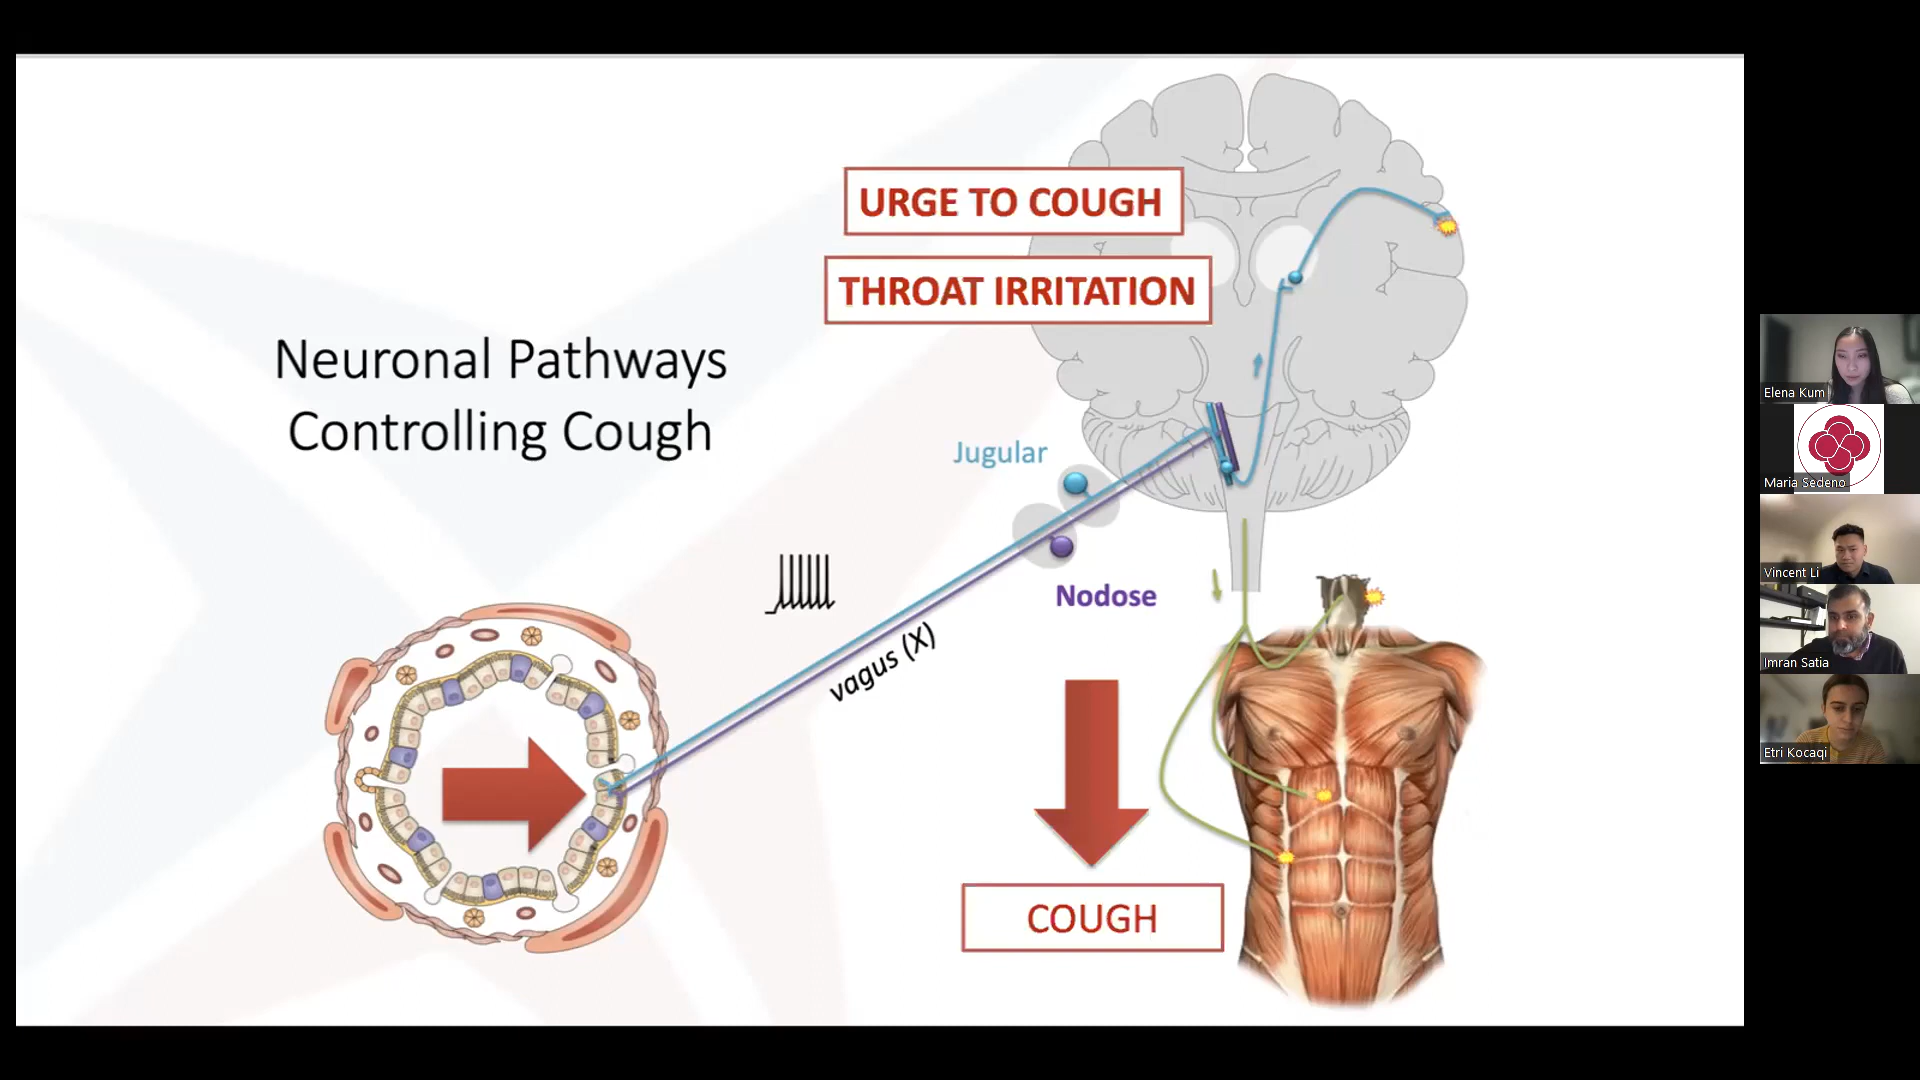 URGE TO COUGH
THROAT IRRITATION
Neuronal Pathways
Controlling Cough
Jugular
Nodose
vagus (X)
COUGH
Elena Kum
Maria Sedeno
Vincent Li
Imran Satia
Etri Kocaqi